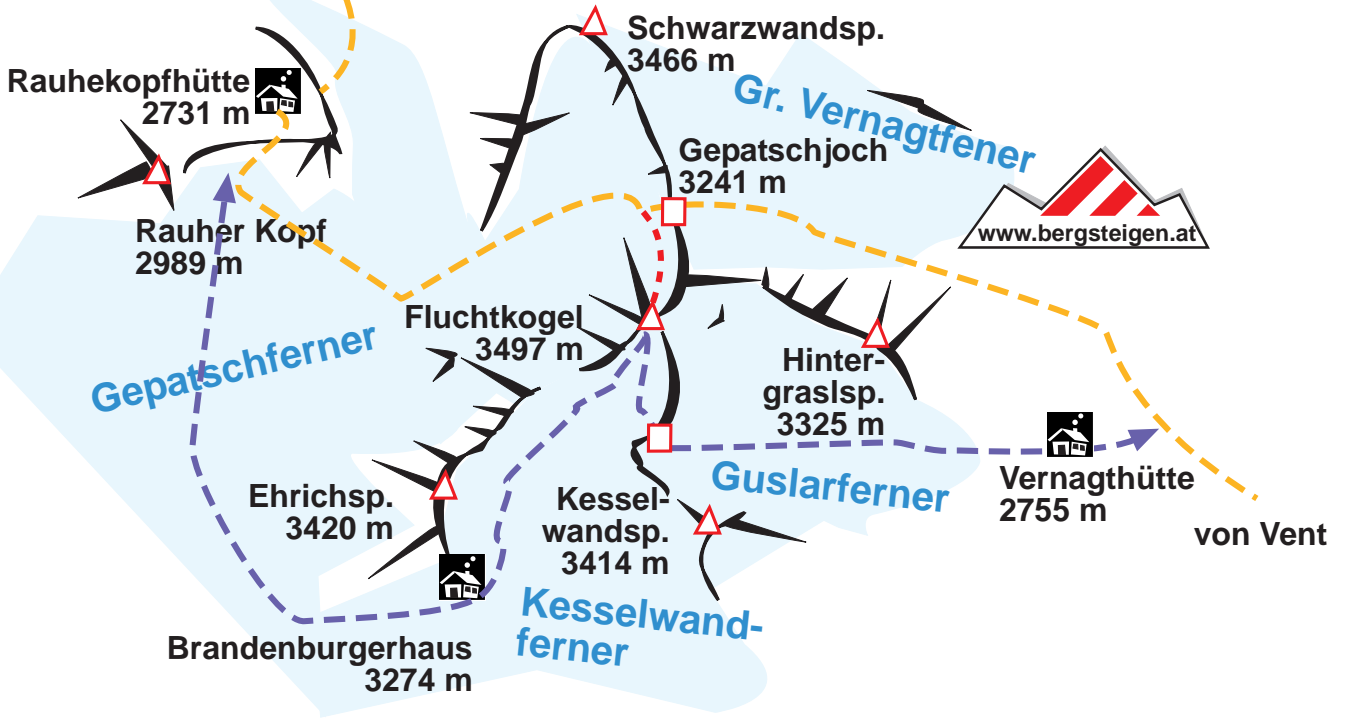 Schwarzwandsp.
3466 m
Rauhekopfhütte
2731 m
Gr. Vernagtfener
Gepatschjoch
3241 m
www.bergsteigen.at
Rauher Kopf
2989 m
Fluchtkogel
3497 m
Gepatschferner
Hinter-
graslsp.
3325 m
Guslarferner
Vernagthütte
2755 m
von Vent
Ehrichsp.
3420 m
Kessel-
wandsp.
3414 m
Kesselwand-
ferner
Brandenburgerhaus
3274 m